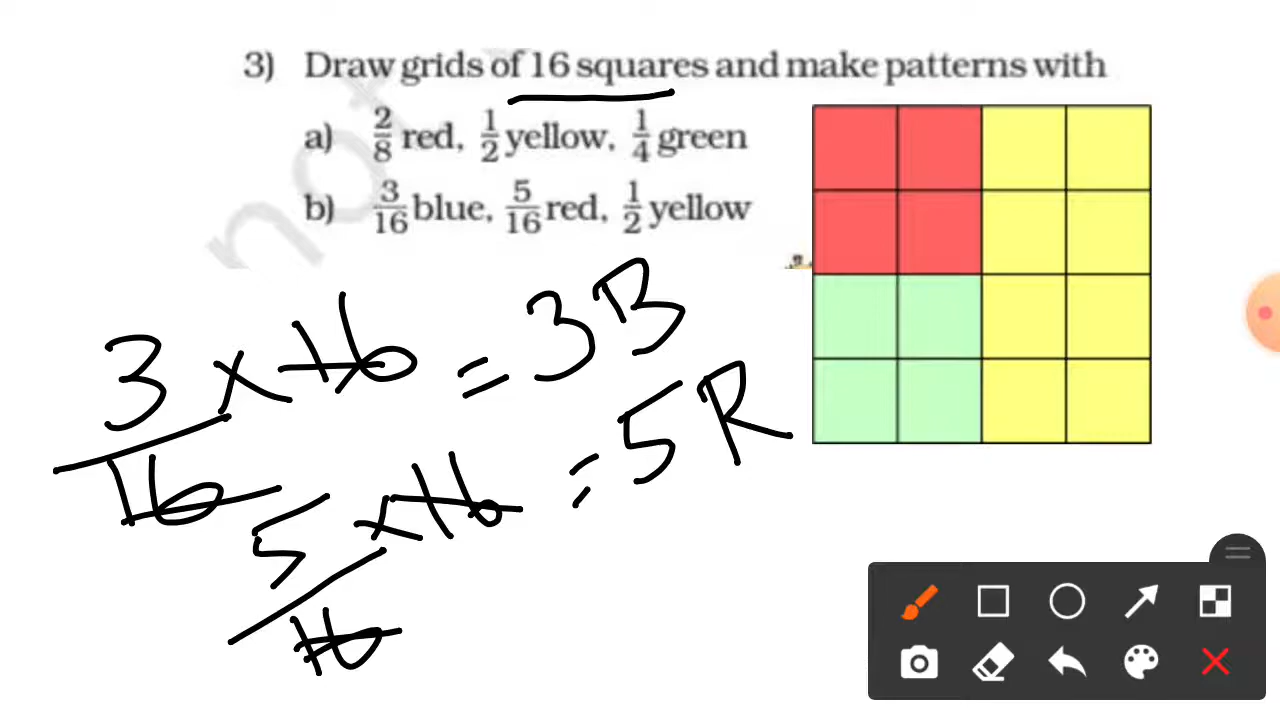 3) Draw grids of 16 squares and make patterns with
a) 2/8 red, 1/2 yellow, 1/4 green
b) 3/16 blue, 5/16 red, 1/2 yellow
not
3/16 × 16 = 3B
5/16 × 16 = 5R